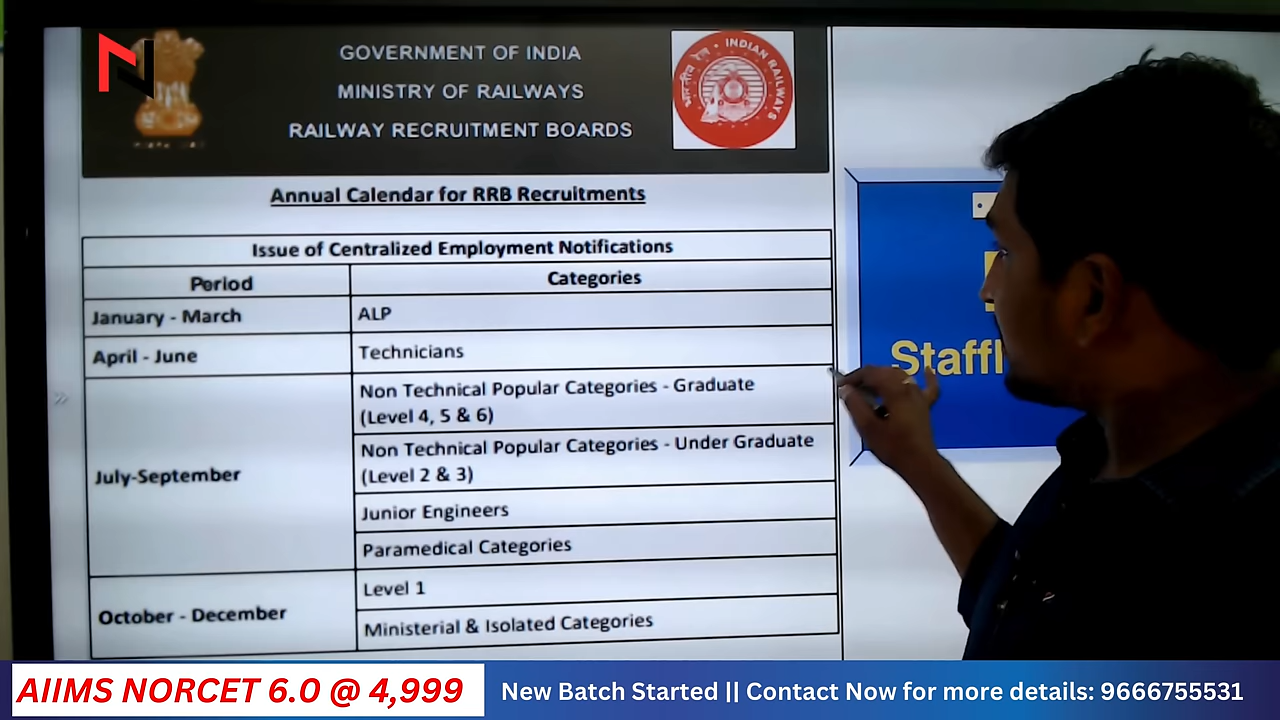 GOVERNMENT OF INDIA
MINISTRY OF RAILWAYS
RAILWAY RECRUITMENT BOARDS
INDIAN RAILWAYS
भारतीय रेल
Annual Calendar for RRB Recruitments
Issue of Centralized Employment Notifications
Period
Categories
January - March
ALP
April - June
Technicians
July-September
Non Technical Popular Categories - Graduate
(Level 4, 5 & 6)
Non Technical Popular Categories - Under Graduate
(Level 2 & 3)
Junior Engineers
Paramedical Categories
October - December
Level 1
Ministerial & Isolated Categories
AIIMS NORCET 6.0 @ 4,999
New Batch Started || Contact Now for more details: 9666755531